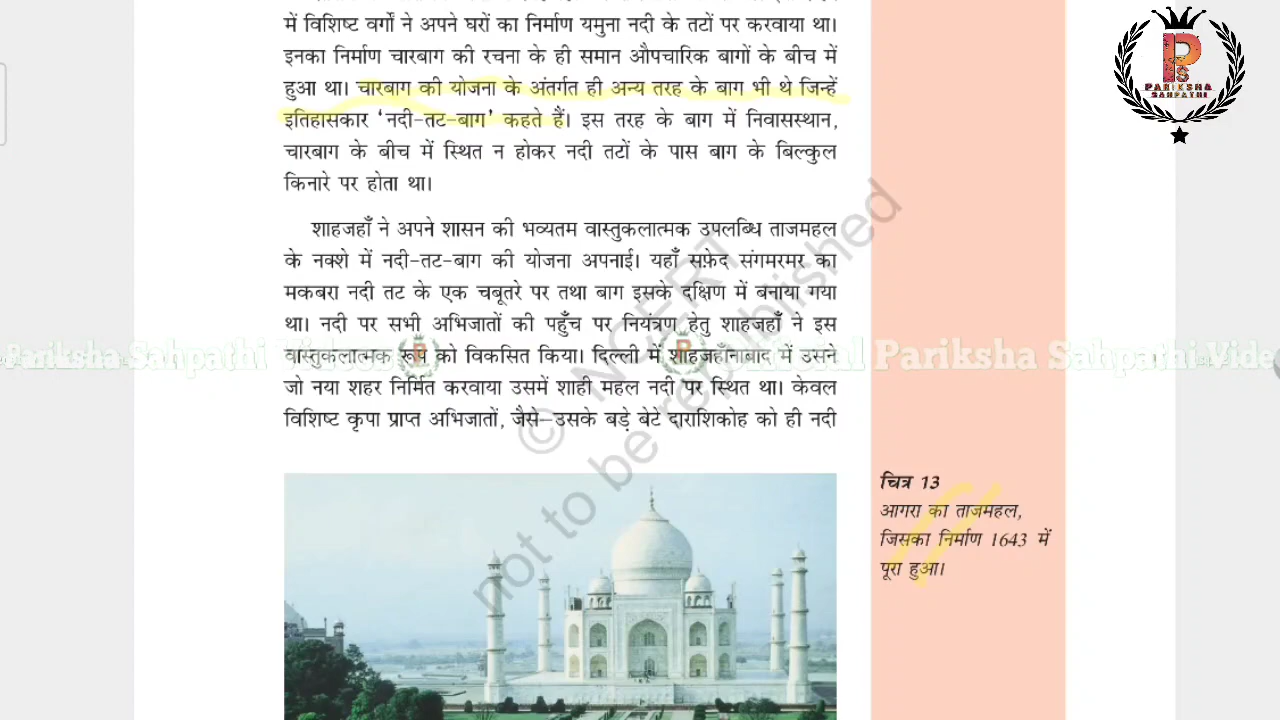 में विशिष्ट वर्गों ने अपने घरों का निर्माण यमुना नदी के तटों पर करवाया था।
इनका निर्माण चारबाग की रचना के ही समान औपचारिक बागों के बीच में
हुआ था। चारबाग की योजना के अंतर्गत ही अन्य तरह के बाग भी थे जिन्हें
इतिहासकार ‘नदी-तट-बाग’ कहते हैं। इस तरह के बाग में निवासस्थान,
चारबाग के बीच में स्थित न होकर नदी तटों के पास बाग के बिल्कुल
किनारे पर होता था।
शाहजहाँ ने अपने शासन की भव्यतम वास्तुकलात्मक उपलब्धि ताजमहल
के नक्शे में नदी-तट-बाग की योजना अपनाई। यहाँ सफ़ेद संगमरमर का
मकबरा नदी तट के एक चबूतरे पर तथा बाग इसके दक्षिण में बनाया गया
था। नदी पर सभी अभिजातों की पहुँच पर नियंत्रण हेतु शाहजहाँ ने इस
वास्तुकलात्मक रूप को विकसित किया। दिल्ली में शाहजहाँनाबाद में उसने
जो नया शहर निर्मित करवाया उसमें शाही महल नदी पर स्थित था। केवल
विशिष्ट कृपा प्राप्त अभिजातों, जैसे—उसके बड़े बेटे दाराशिकोह को ही नदी
चित्र 13
आगरा का ताजमहल,
जिसका निर्माण 1643 में
पूरा हुआ।
© NCERT
not to be republished
Pariksha Sahpathi Videos
Pariksha Sahpathi Vide
PS
PARIKSHA
SAHPATHI